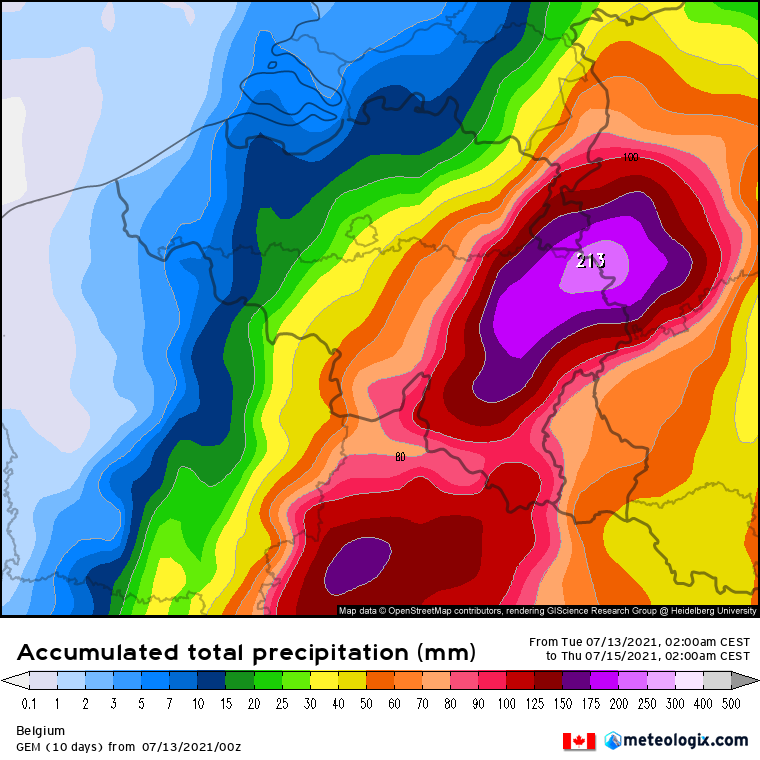 100
213
80
Map data © OpenStreetMap contributors, rendering GIScience Research Group @ Heidelberg University
Accumulated total precipitation (mm)
From Tue 07/13/2021, 02:00am CEST
to Thu 07/15/2021, 02:00am CEST
0.1 1 2 3 5 7 10 15 20 25 30 40 50 60 70 80 90 100 125 150 175 200 250 300 400 500
Belgium
GEM (10 days) from 07/13/2021/00z
meteologix.com